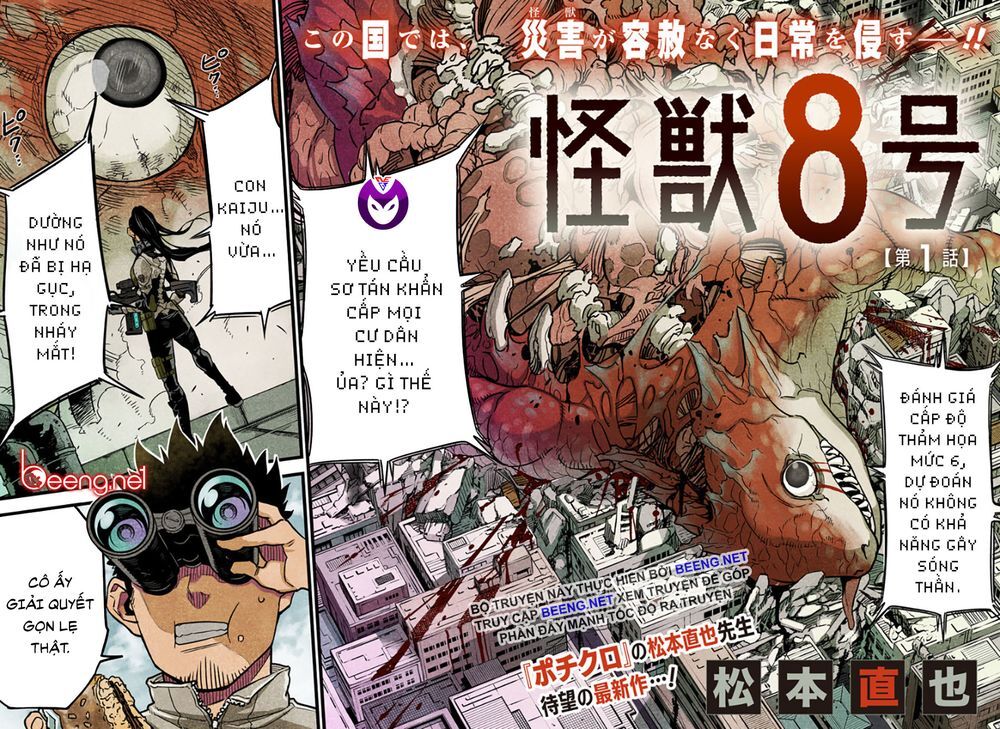 この国では、災害が容赦なく日常を侵す──!!
怪獣
怪獣8号
【第1話】
ĐÁNH GIÁ
CẤP ĐỘ
THẢM HỌA
MỨC 6,
DỰ ĐOÁN
NÓ KHÔNG
CÓ KHẢ
NĂNG GÂY
SÓNG
THẦN.
YỀU CẦU
SƠ TÁN KHẨN
CẤP MỌI
CƯ DÂN
HIỆN...
ỦA? GÌ THẾ
NÀY!?
BỘ TRUYỆN NÀY THỰC HIỆN BỞI BEENG.NET
TRUY CẬP BEENG.NET XEM TRUYỆN ĐỂ GÓP
PHẦN ĐẨY MẠNH TỐC ĐỘ RA TRUYỆN
『ポチクロ』の松本直也先生
待望の最新作…!
松本直也
ピク…
ピク…
CON
KAIJU...
NÓ
VỪA...
DƯỜNG
NHƯ NÓ
ĐÃ BỊ HẠ
GỤC,
TRONG
NHÁY
MẮT!
beeng.net
CÔ ẤY
GIẢI QUYẾT
GỌN LẸ
THẬT.